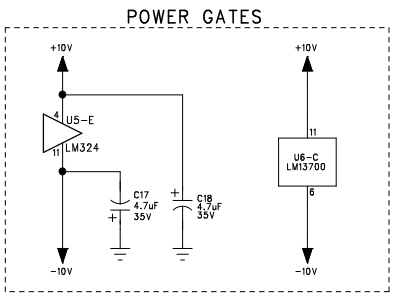 POWER GATES
+10V
+10V
4
U5-E
11
LM324
C17
4.7uF
35V
+
+
C18
4.7uF
35V
11
U6-C
LM13700
6
-10V
-10V